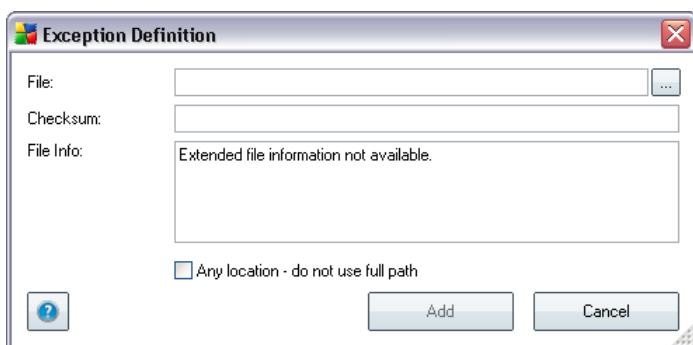 Exception Definition
File:
...
Checksum:
File Info:
Extended file information not available.
Any location - do not use full path
?
Add
Cancel